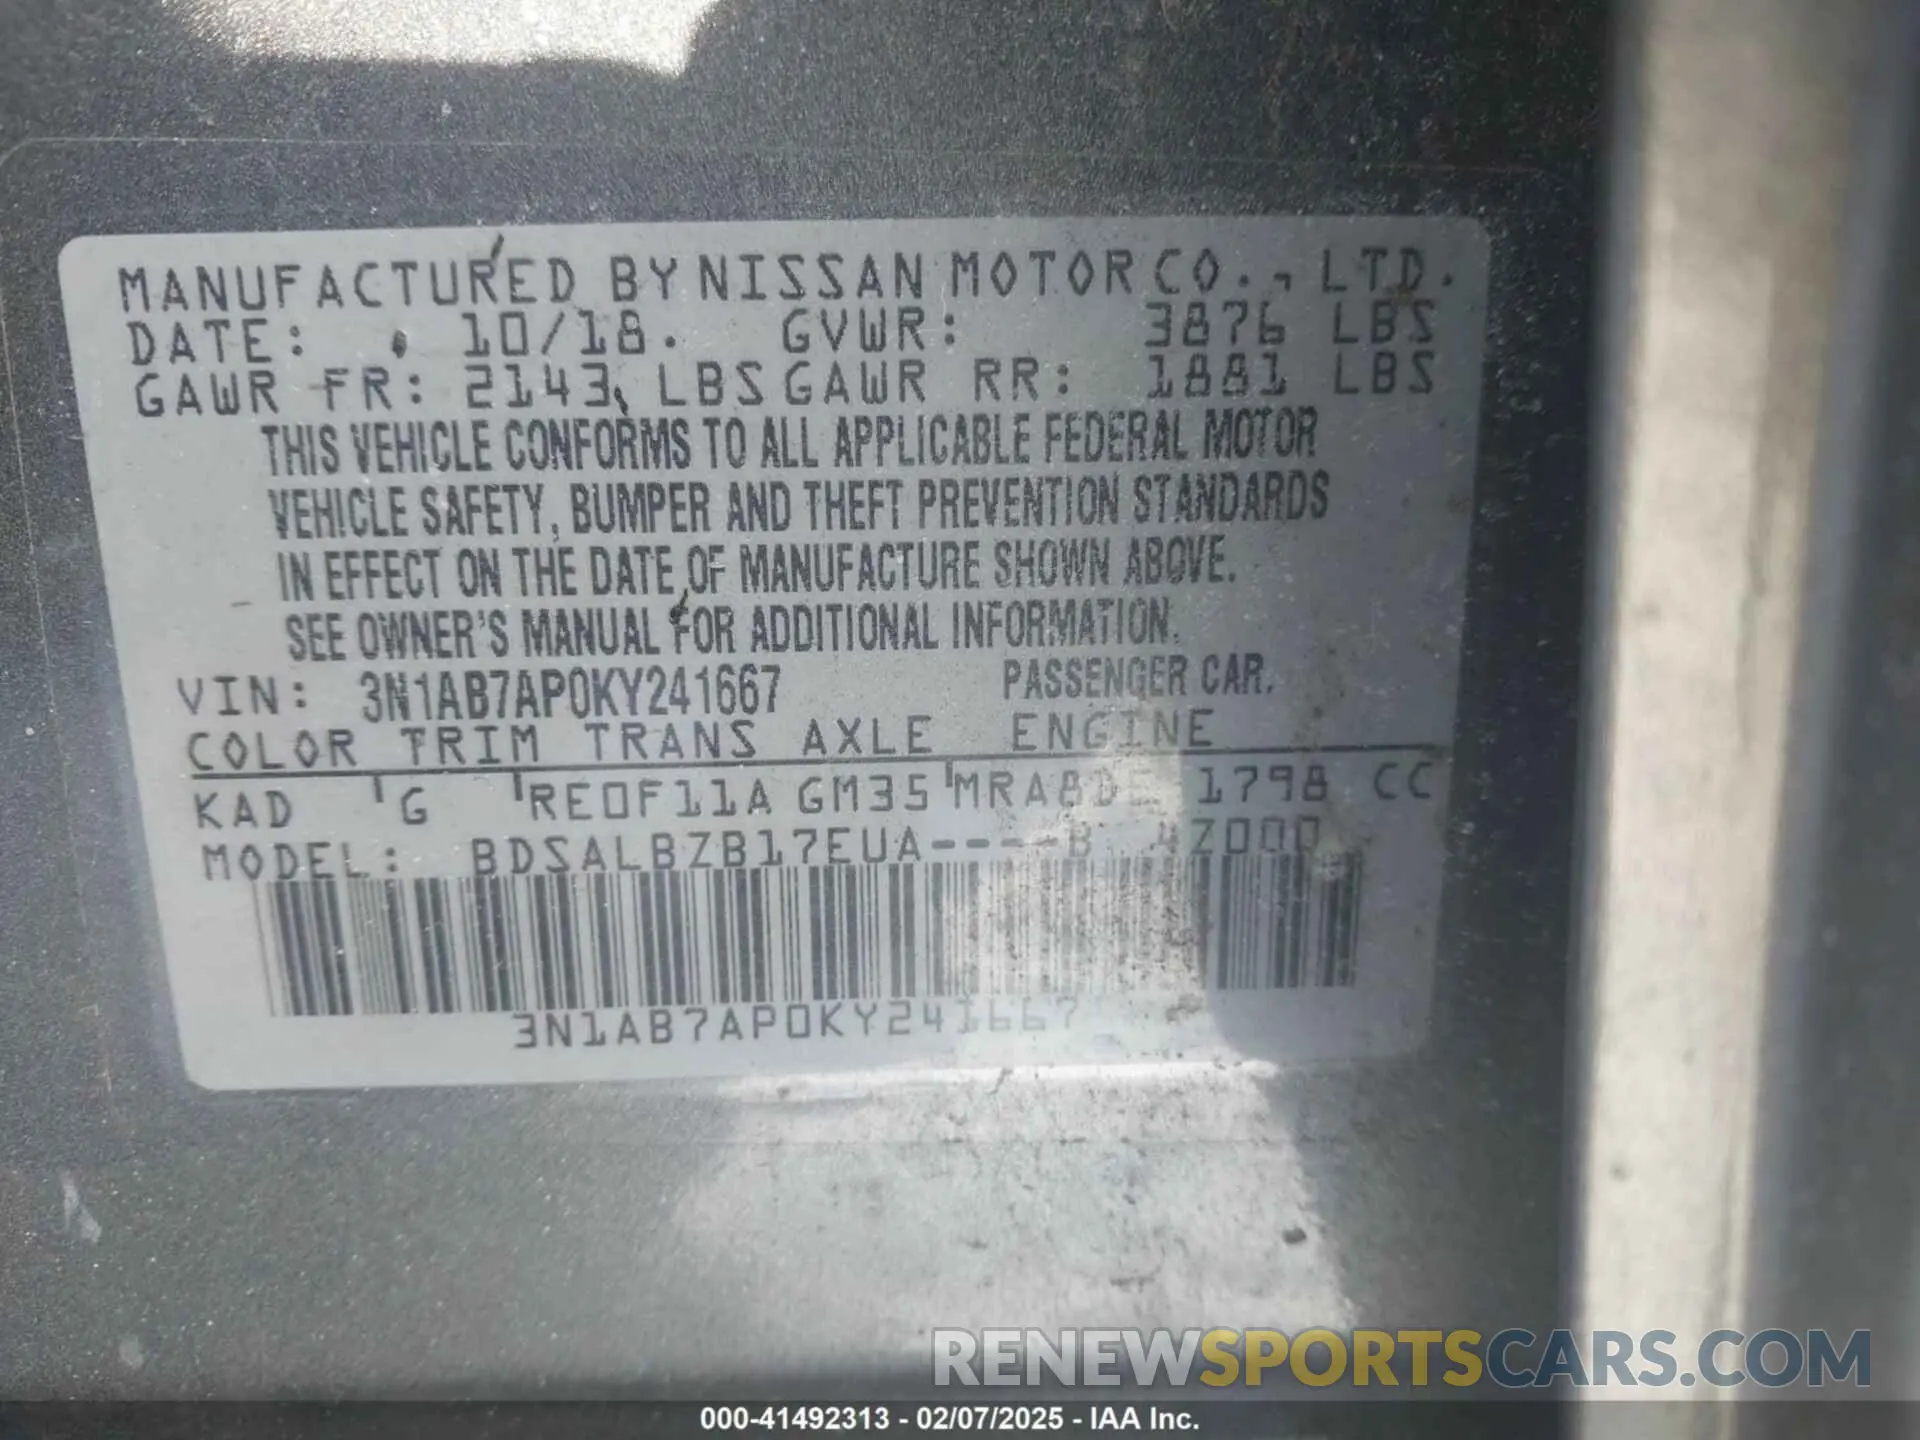 MANUFACTURED BY NISSAN MOTOR CO., LTD.
DATE: 10/18. GVWR: 3876 LBS
GAWR FR: 2143 LBS GAWR RR: 1881 LBS
THIS VEHICLE CONFORMS TO ALL APPLICABLE FEDERAL MOTOR
VEHICLE SAFETY, BUMPER AND THEFT PREVENTION STANDARDS
IN EFFECT ON THE DATE OF MANUFACTURE SHOWN ABOVE.
SEE OWNER'S MANUAL FOR ADDITIONAL INFORMATION.
VIN: 3N1AB7AP0KY241667 PASSENGER CAR.
COLOR TRIM TRANS AXLE ENGINE
KAD G RE0F11A GM35 MRA8DE 1798 CC
MODEL: BDSALBZB17EUA----B 4Z000
3N1AB7AP0KY241667
RENEWSPORTSCARS.COM
000-41492313 - 02/07/2025 - IAA Inc.